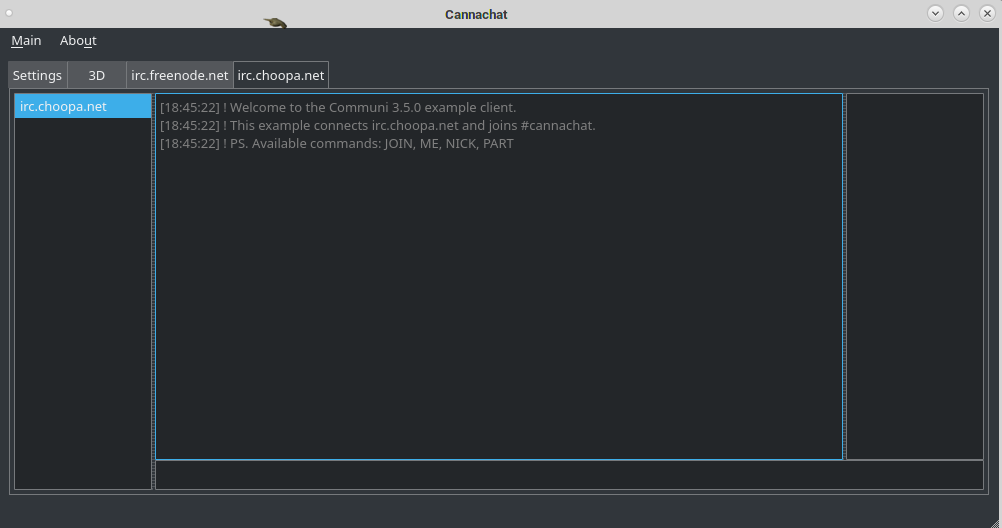 Cannachat
Main About
Settings 3D irc.freenode.net irc.choopa.net
irc.choopa.net
[18:45:22] ! Welcome to the Communi 3.5.0 example client.
[18:45:22] ! This example connects irc.choopa.net and joins #cannachat.
[18:45:22] ! PS. Available commands: JOIN, ME, NICK, PART